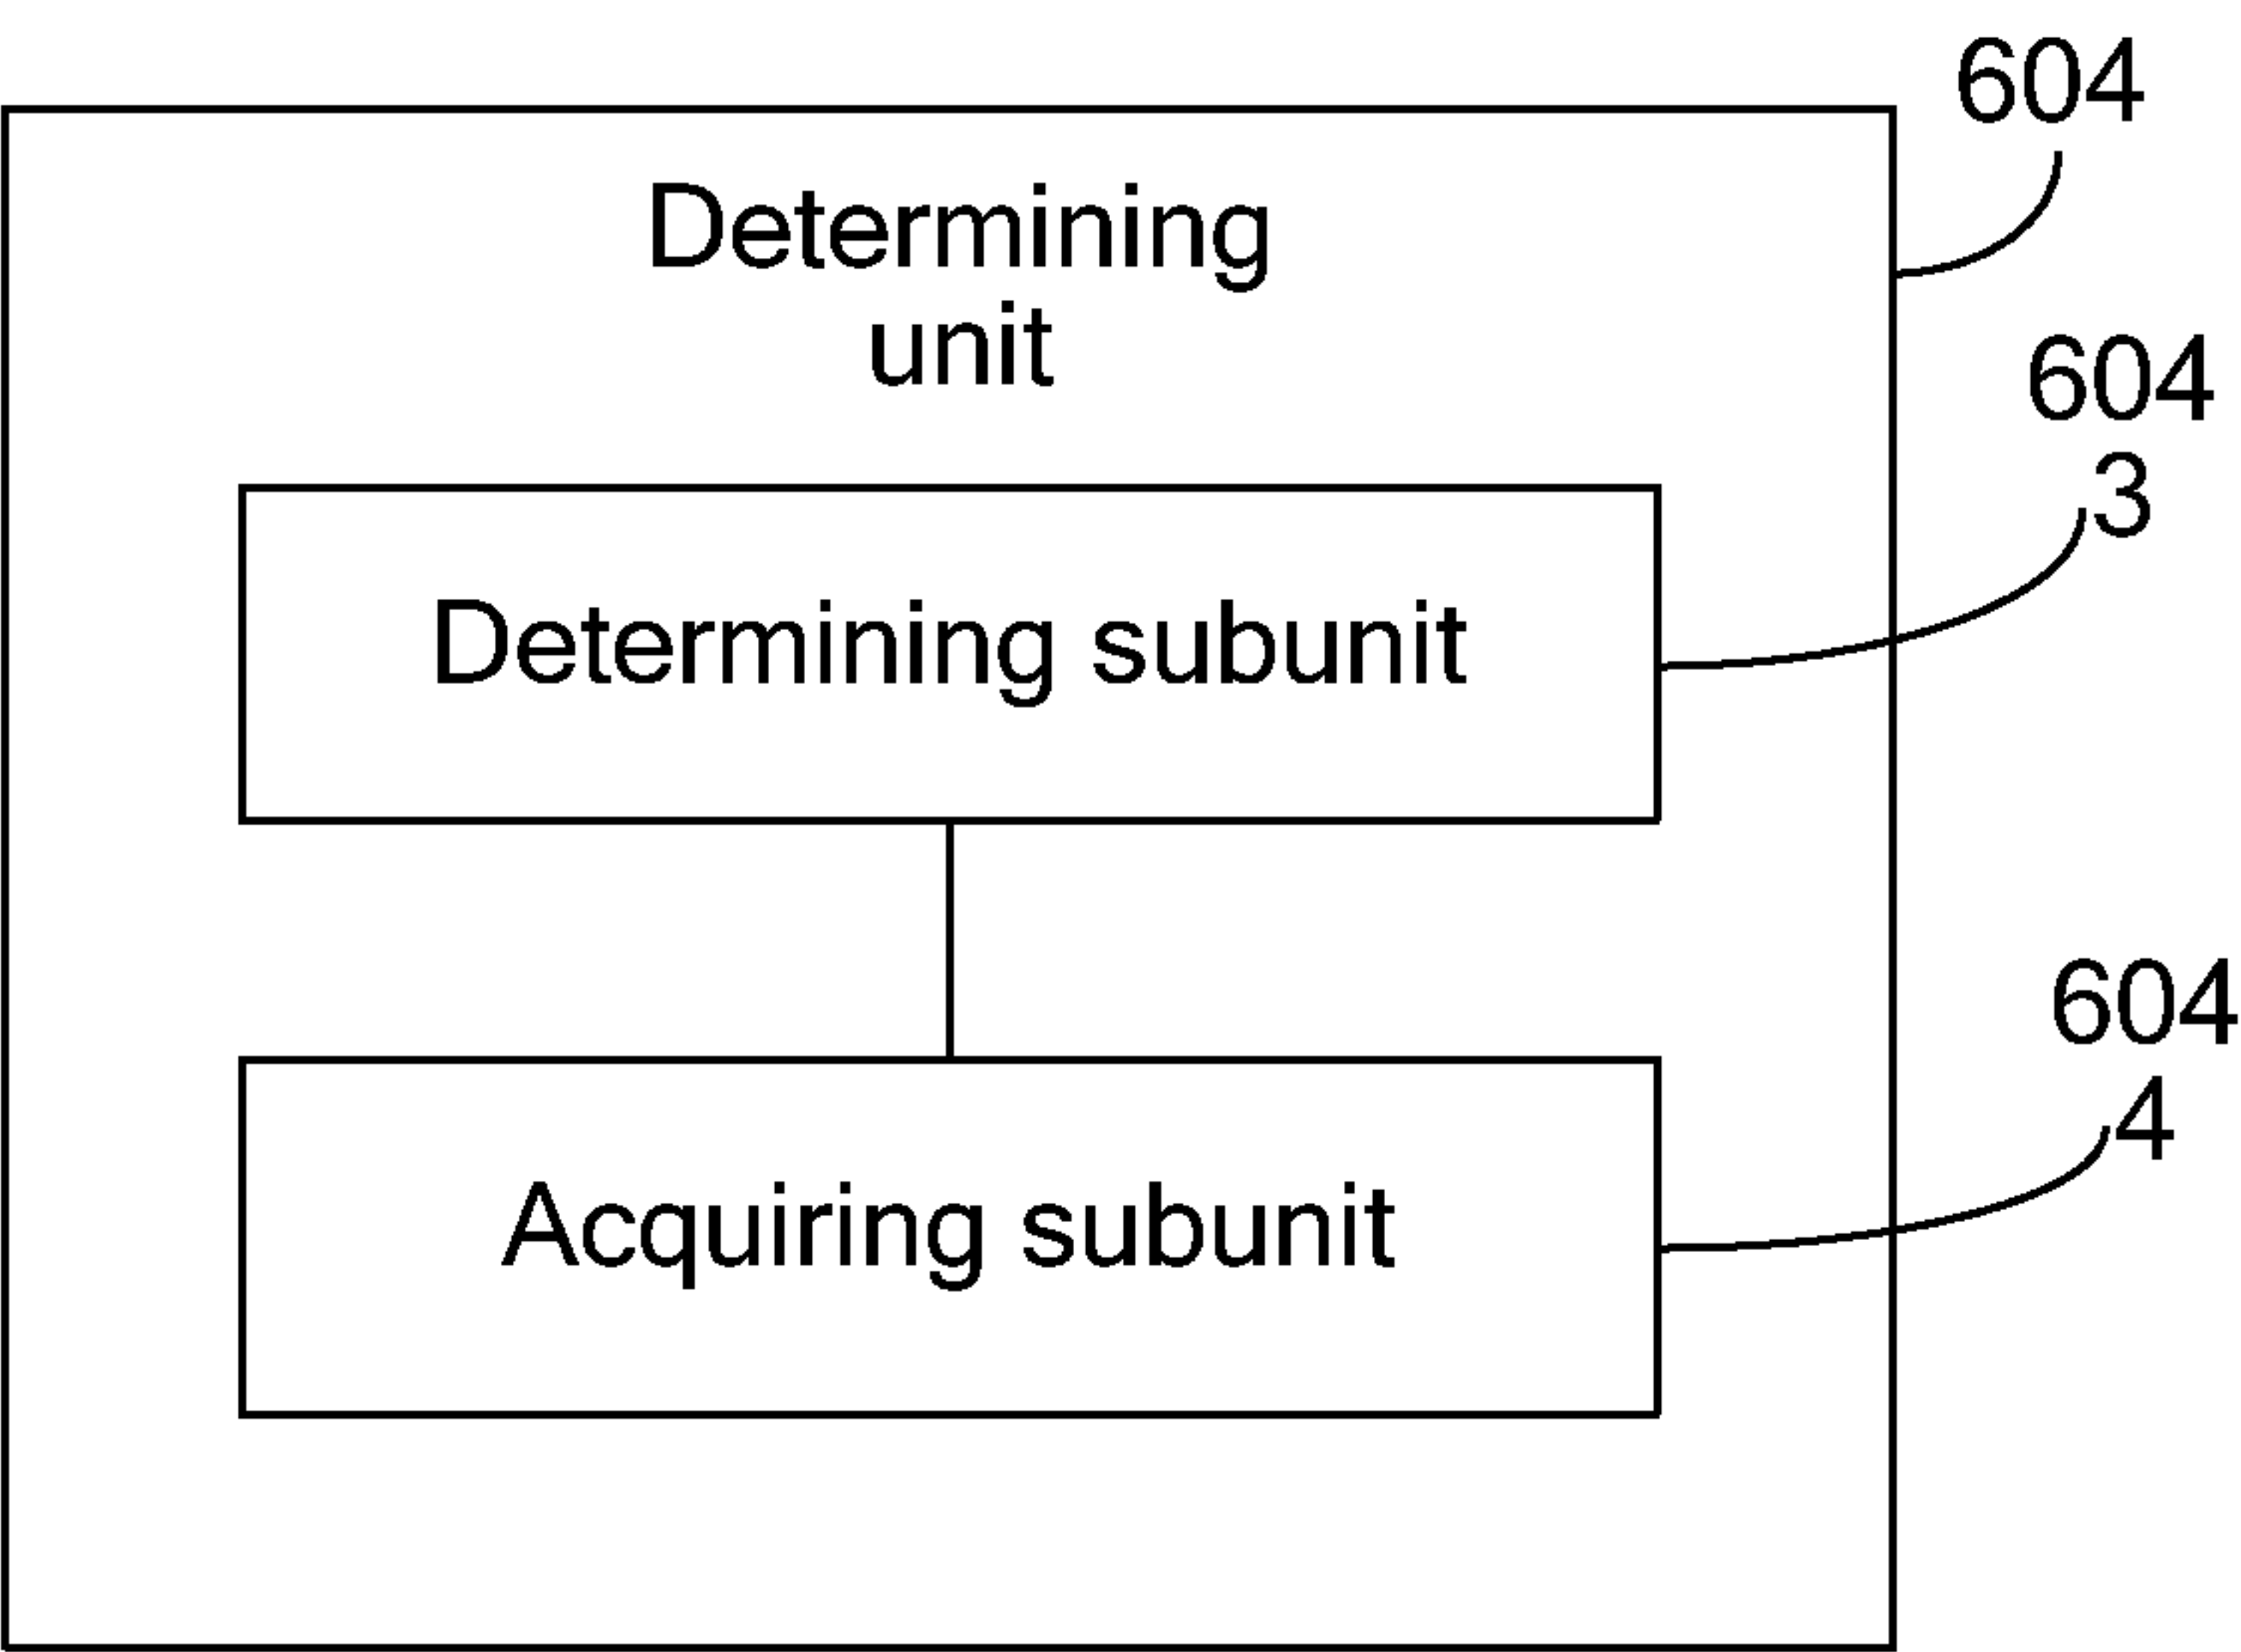 604
Determining
unit
604
3
Determining subunit
604
4
Acquiring subunit